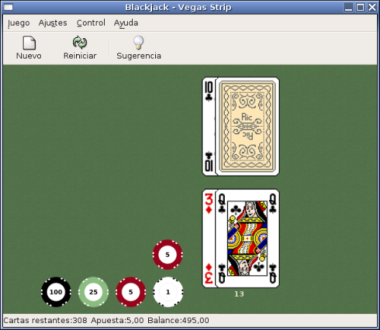 Blackjack - Vegas Strip
Juego Ajustes Control Ayuda
Nuevo Reiniciar Sugerencia
10
10
3 Q Q
3 Q Q
13
5
100 25 5 1
Cartas restantes:308 Apuesta:5,00 Balance:495,00